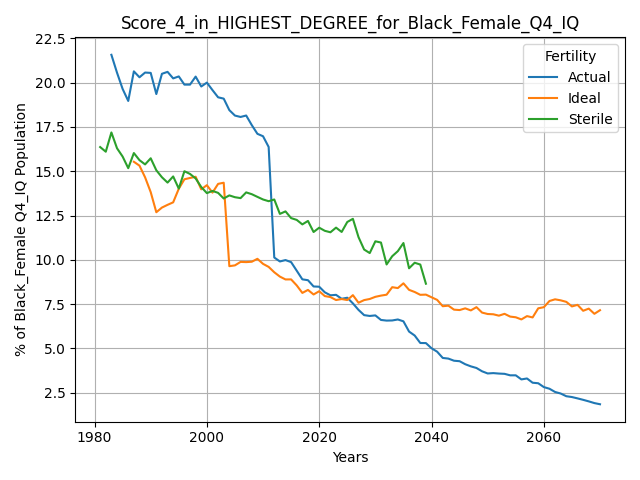 Score_4_in_HIGHEST_DEGREE_for_Black_Female_Q4_IQ
% of Black_Female Q4_IQ Population
22.5
20.0
17.5
15.0
12.5
10.0
7.5
5.0
2.5
Fertility
Actual
Ideal
Sterile
1980
2000
2020
2040
2060
Years